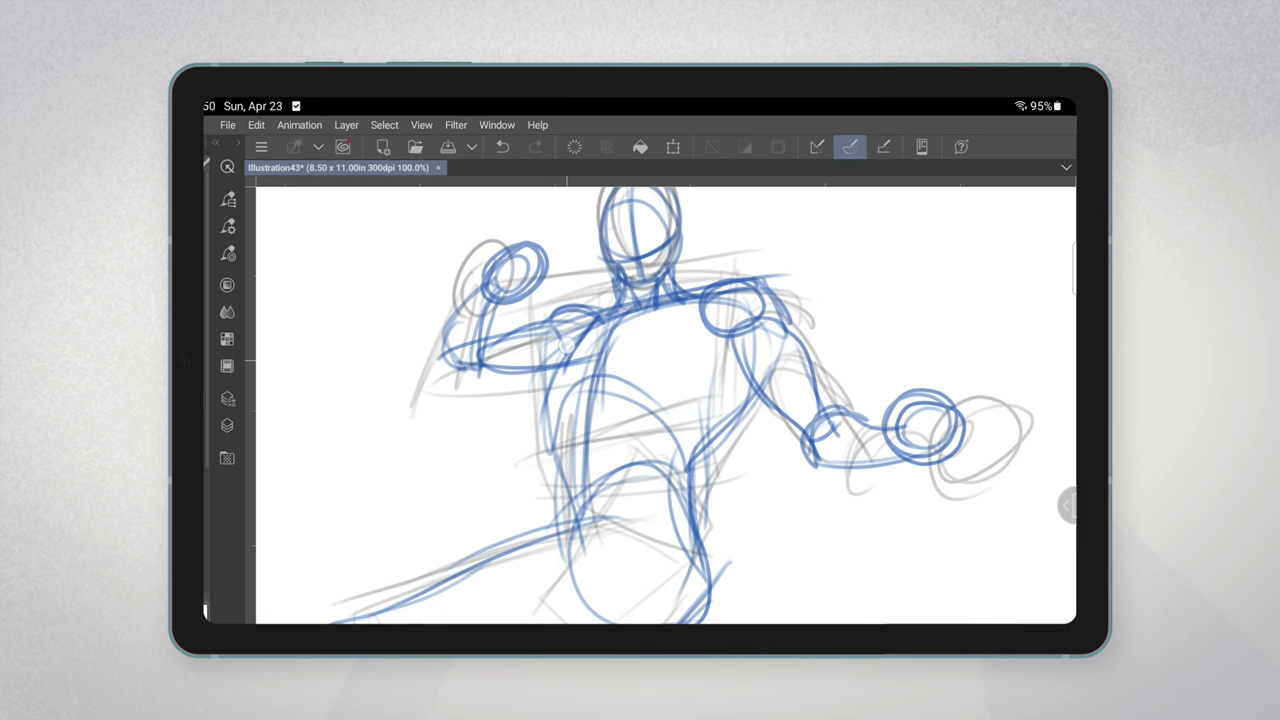 50 Sun, Apr 23 95%
File Edit Animation Layer Select View Filter Window Help
Illustration43* (8.50 x 11.00in 300dpi 100.0%)